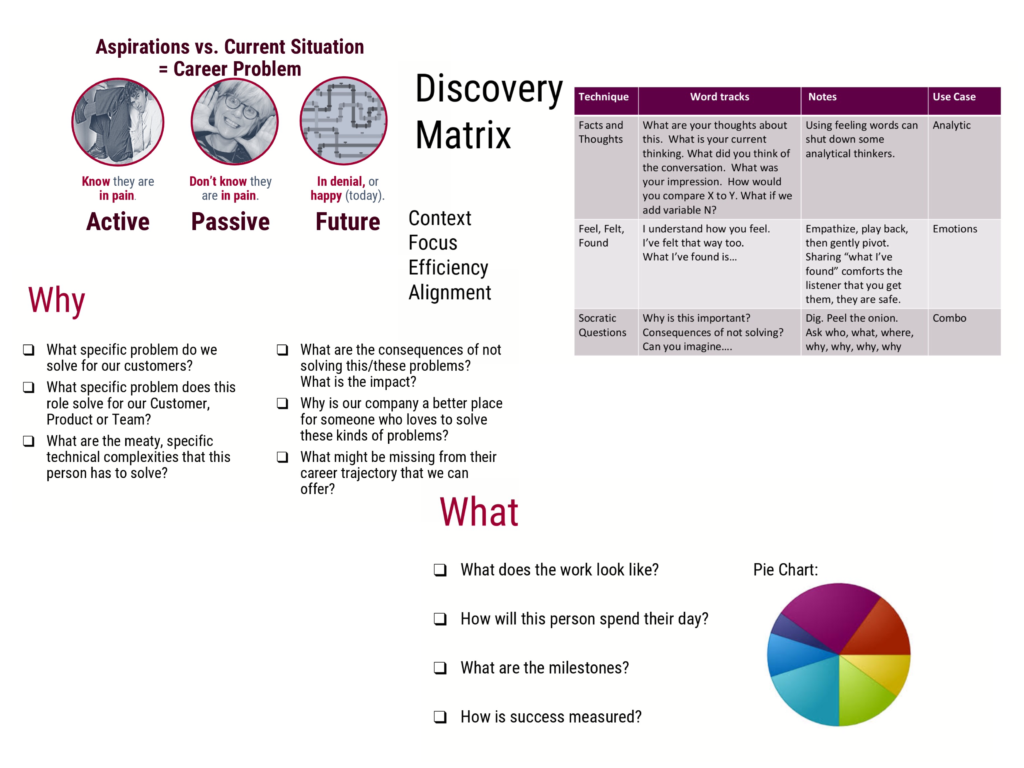 Aspirations vs. Current Situation
= Career Problem
Know they are
in pain.
Active
Don't know they
are in pain.
Passive
In denial, or
happy (today).
Future
Discovery
Matrix
Context
Focus
Efficiency
Alignment
Technique
Word tracks
Notes
Use Case
Facts and
Thoughts
What are your thoughts about
this. What is your current
thinking. What did you think of
the conversation. What was
your impression. How would
you compare X to Y. What if we
add variable N?
Using feeling words can
shut down some
analytical thinkers.
Analytic
Feel, Felt,
Found
I understand how you feel.
I've felt that way too.
What I've found is…
Empathize, play back,
then gently pivot.
Sharing “what I've
found” comforts the
listener that you get
them, they are safe.
Emotions
Socratic
Questions
Why is this important?
Consequences of not solving?
Can you imagine….
Dig. Peel the onion.
Ask who, what, where,
why, why, why, why
Combo
Why
❏ What specific problem do we
solve for our customers?
❏ What specific problem does this
role solve for our Customer,
Product or Team?
❏ What are the meaty, specific
technical complexities that this
person has to solve?
❏ What are the consequences of not
solving this/these problems?
What is the impact?
❏ Why is our company a better place
for someone who loves to solve
these kinds of problems?
❏ What might be missing from their
career trajectory that we can
offer?
What
❏ What does the work look like?
❏ How will this person spend their day?
❏ What are the milestones?
❏ How is success measured?
Pie Chart: